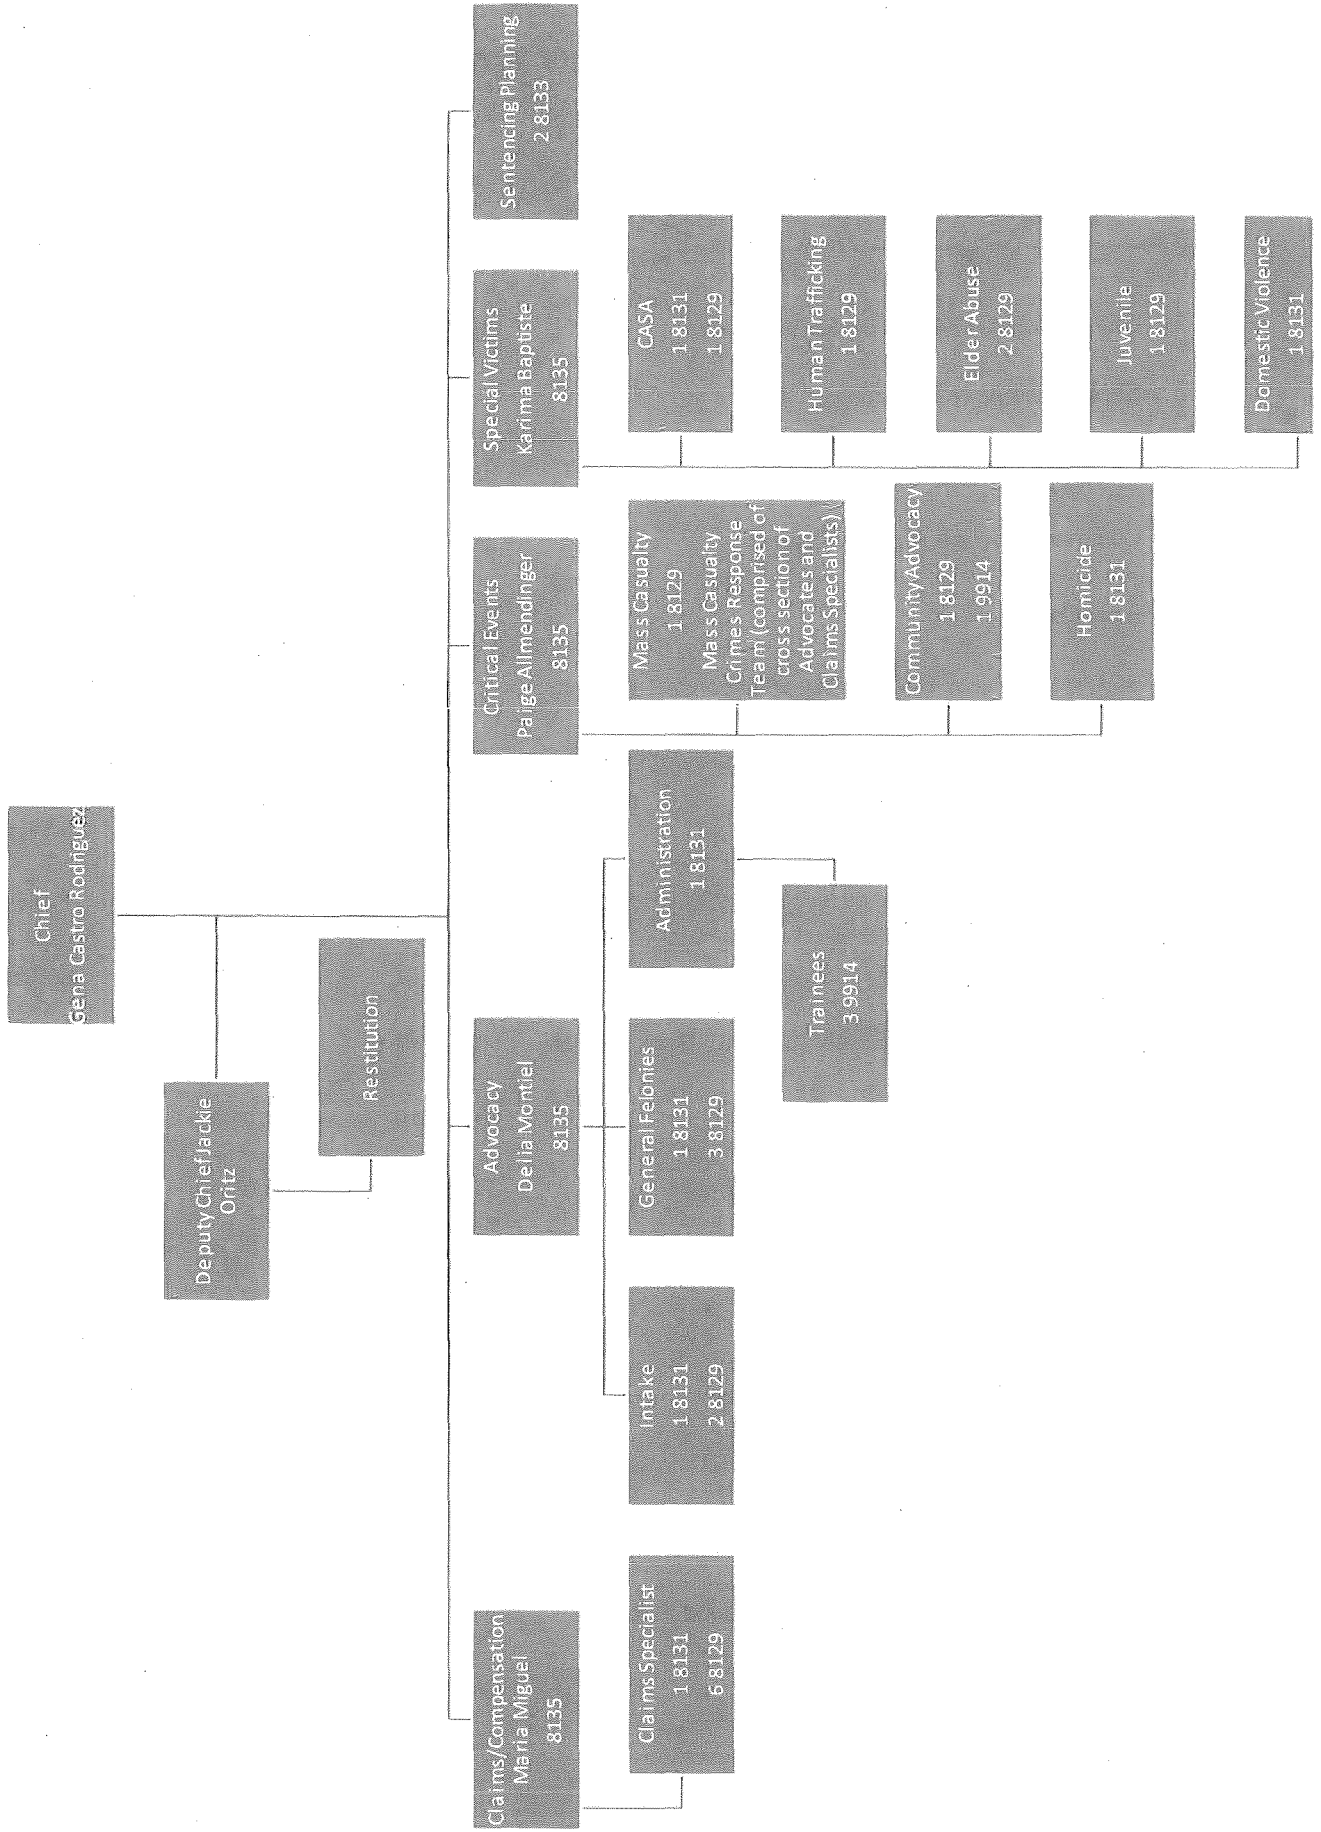 Chief
Gena Castro Rodriguez
Deputy Chief Jackie
Oritz
Restitution
Claims/Compensation
Maria Miguel
8135
Claims Specialist
1 8131
6 8129
Advocacy
Delia Montiel
8135
Intake
1 8131
2 8129
General Felonies
1 8131
3 8129
Administration
1 8131
Trainees
3 9914
Critical Events
Paige Allmendinger
8135
Mass Casualty
1 8129
Mass Casualty
Crimes Response
Team (comprised of
cross section of
Advocates and
Claims Specialists) \
Community Advocacy
1 8129
1 9914
Homicide
1 8131
Special Victims
Karima Baptiste
8135
CASA
1 8131
1 8129
Human Trafficking
1 8129
Elder Abuse
2 8129
Juvenile
1 8129
Domestic Violence
1 8131
Sentencing Planning
2 8133